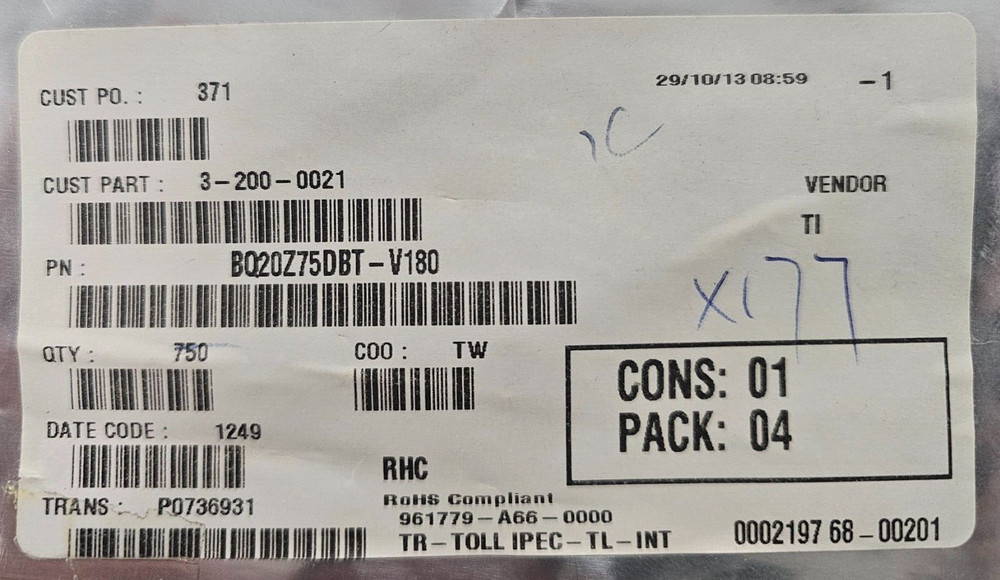 29/10/13 08:59 -1
CUST PO. : 371
IC
CUST PART : 3-200-0021
VENDOR
TI
PN : BQ20Z75DBT-V180
X177
QTY : 750 COO : TW
CONS: 01
PACK: 04
DATE CODE : 1249
RHC
TRANS : P0736931
RoHS Compliant
961779-A66-0000
TR-TOLL IPEC-TL-INT
0002197 68-00201